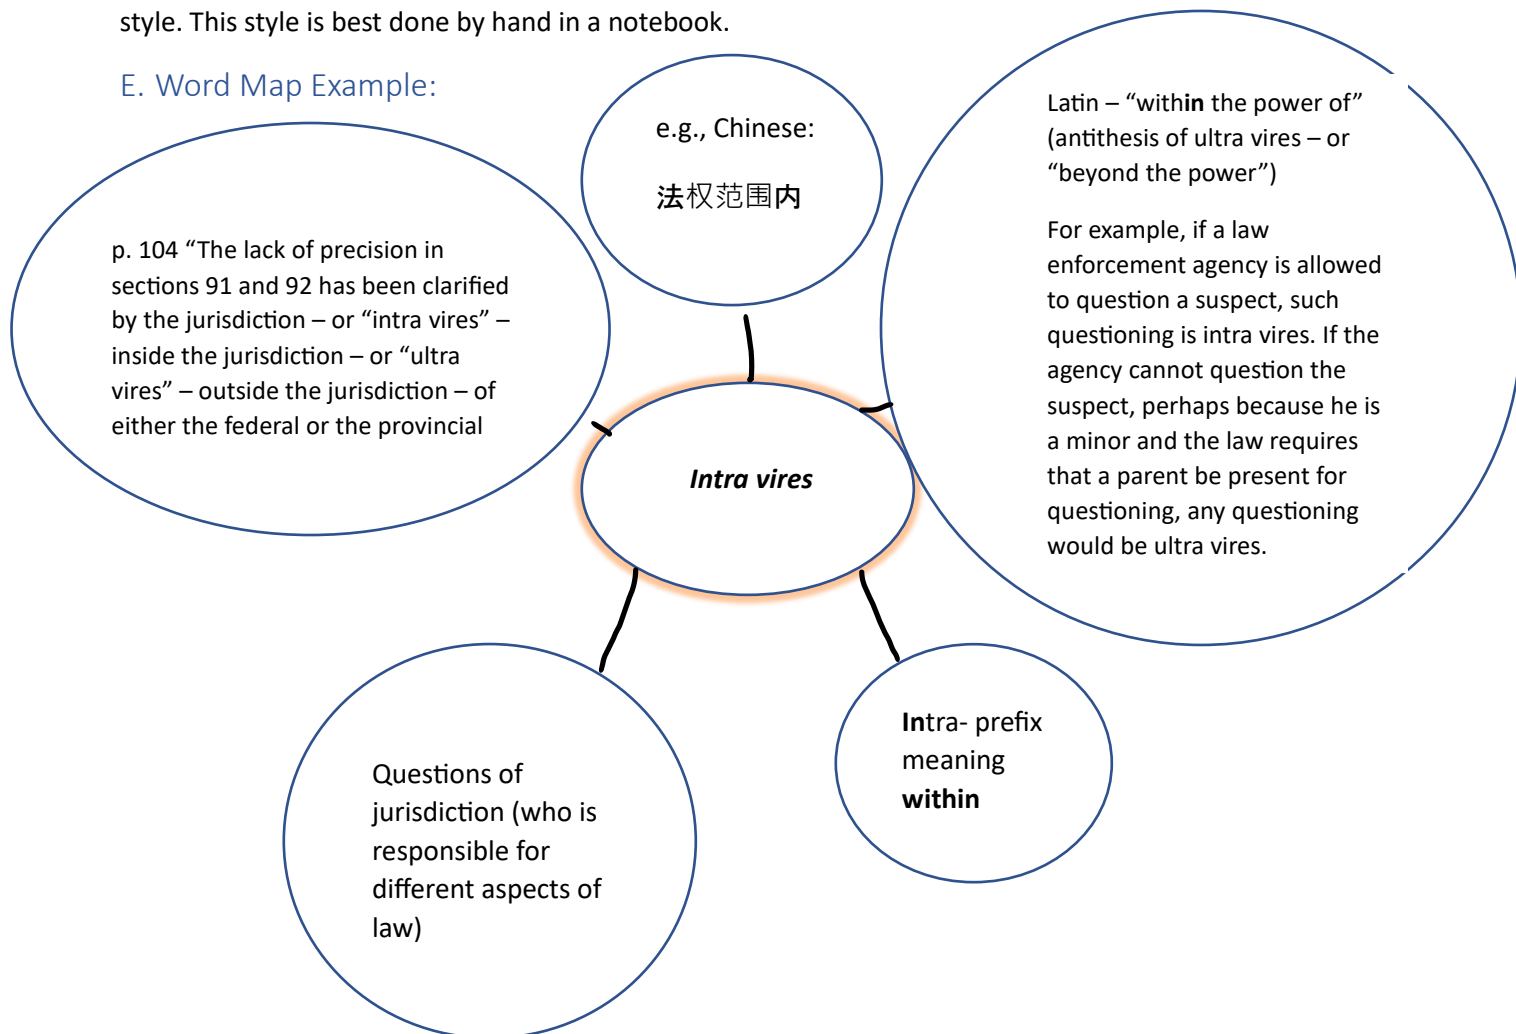 style. This style is best done by hand in a notebook.
E. Word Map Example:
e.g., Chinese:
法权范围内
Latin – “within the power of”
(antithesis of ultra vires – or
“beyond the power”)
For example, if a law
enforcement agency is allowed
to question a suspect, such
questioning is intra vires. If the
agency cannot question the
suspect, perhaps because he is
a minor and the law requires
that a parent be present for
questioning, any questioning
would be ultra vires.
p. 104 “The lack of precision in
sections 91 and 92 has been clarified
by the jurisdiction – or “intra vires” –
inside the jurisdiction – or “ultra
vires” – outside the jurisdiction – of
either the federal or the provincial
Intra vires
Questions of
jurisdiction (who is
responsible for
different aspects of
law)
Intra- prefix
meaning
within